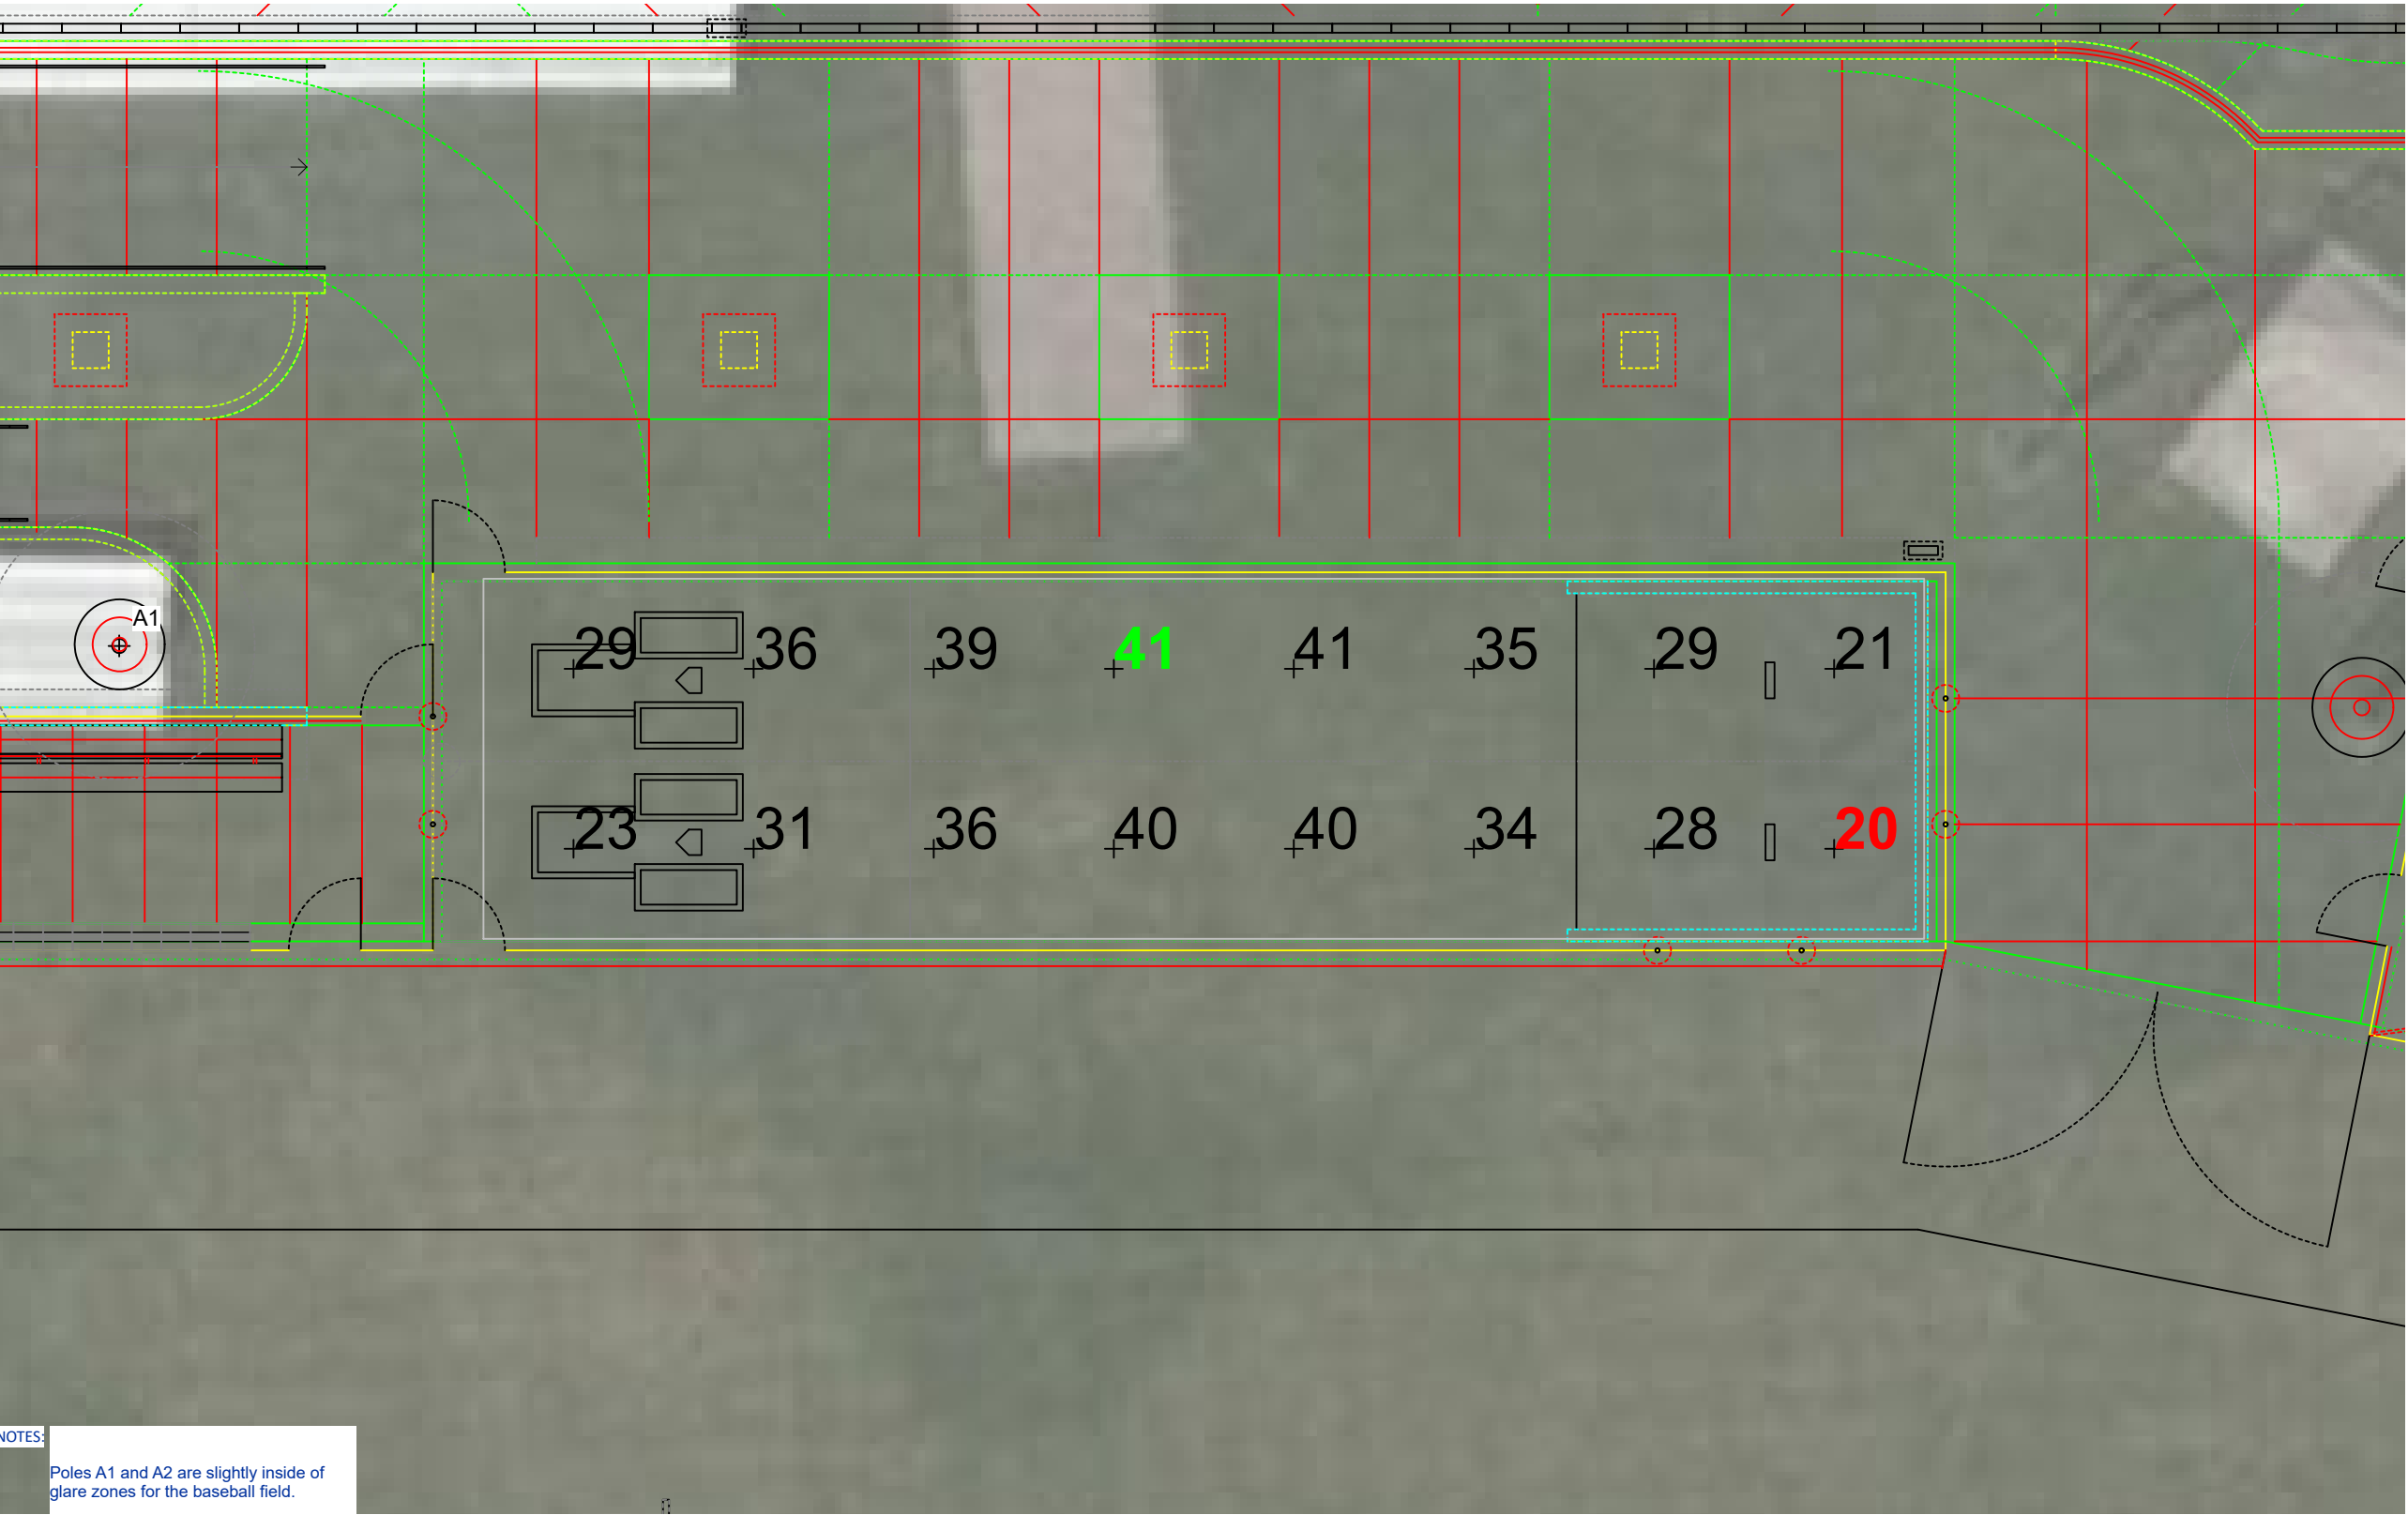 A1
29 36 39 41 41 35 29 21
23 31 36 40 40 34 28 20
NOTES:
Poles A1 and A2 are slightly inside of
glare zones for the baseball field.